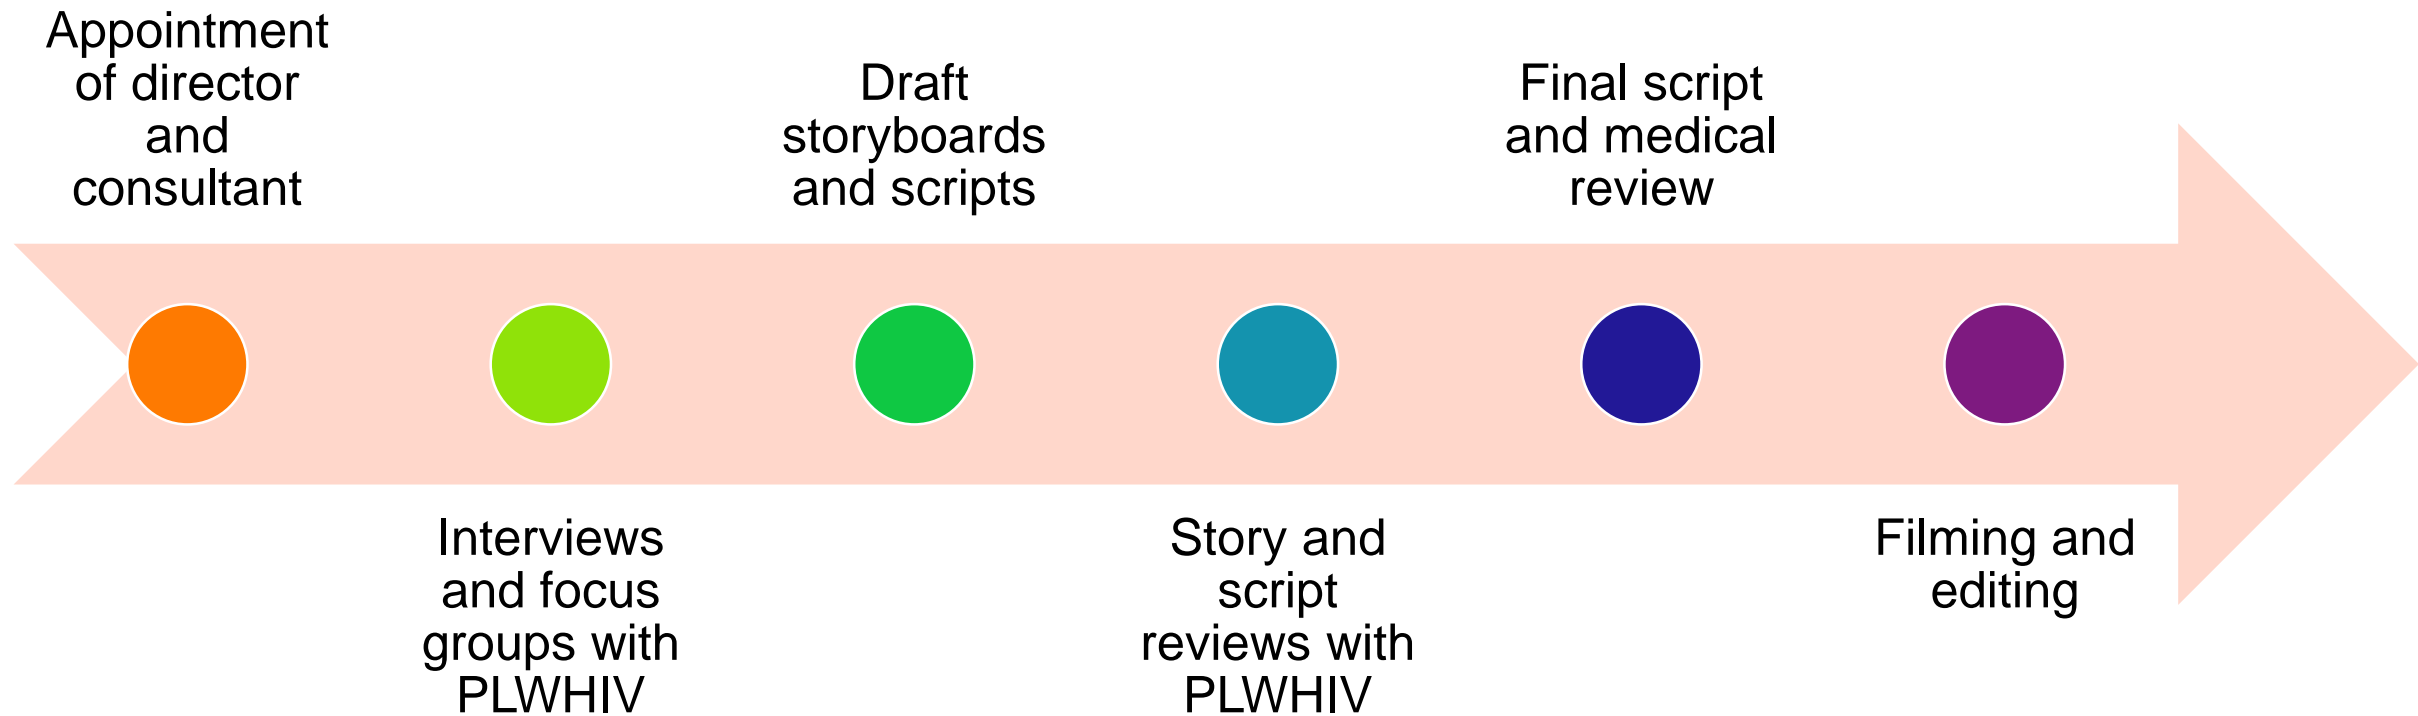 Appointment
of director
and
consultant
Interviews
and focus
groups with
PLWHIV
Draft
storyboards
and scripts
Story and
script
reviews with
PLWHIV
Final script
and medical
review
Filming and
editing